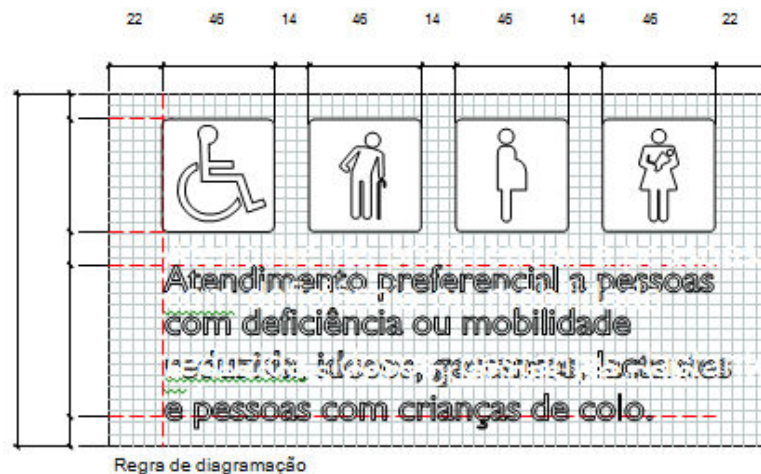 22 46 14 46 14 46 14 46 22
Atendimento preferencial a pessoas
com deficiência ou mobilidade
reduzida, idosos, gestantes, lactantes
e pessoas com crianças de colo.
Regra de diagramação